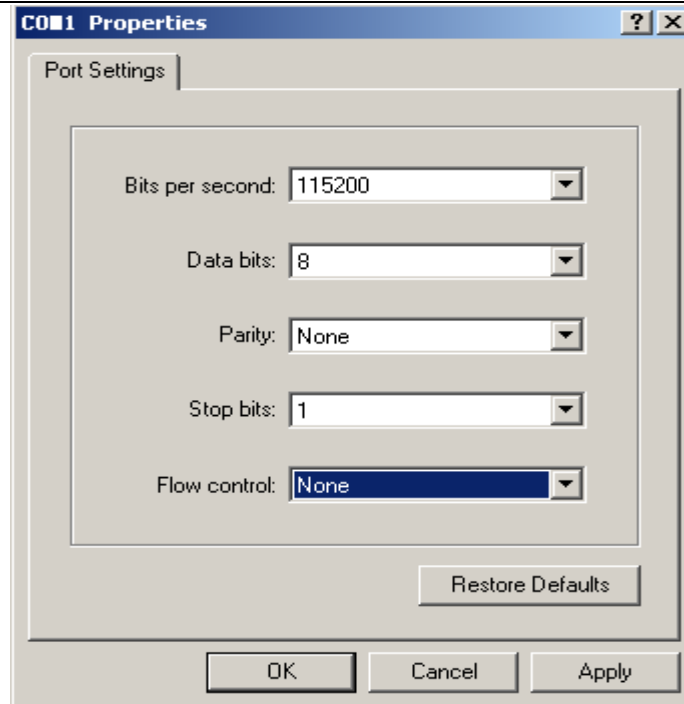 COM1 Properties
Port Settings
Bits per second: 115200
Data bits: 8
Parity: None
Stop bits: 1
Flow control: None
Restore Defaults
OK Cancel Apply